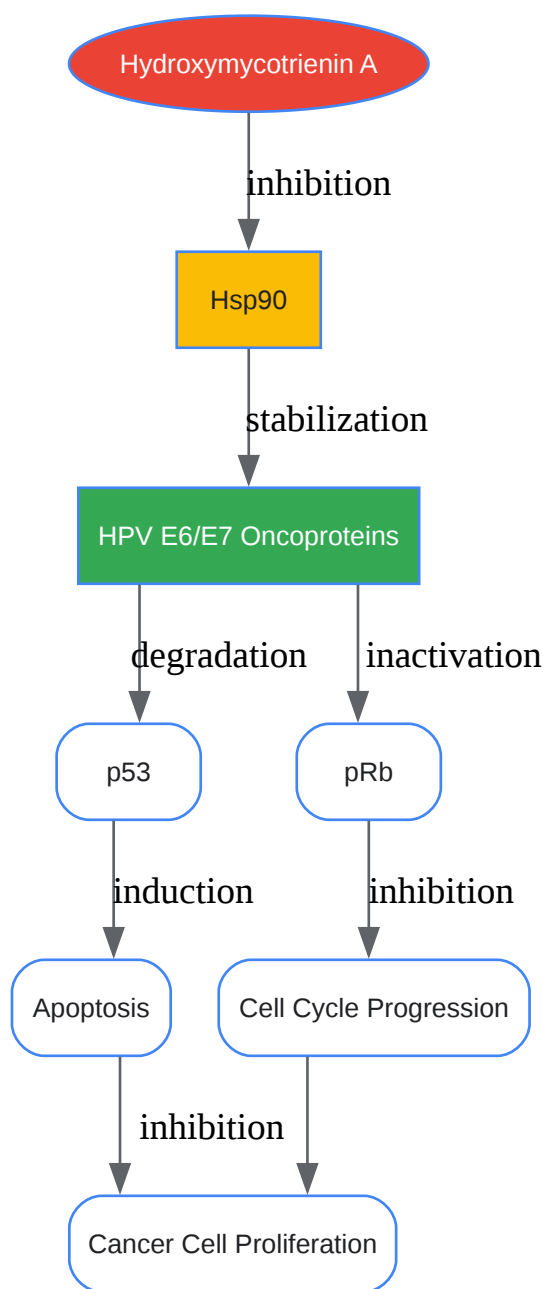 Hydroxymycotrienin A
inhibition
Hsp90
stabilization
HPV E6/E7 Oncoproteins
degradation
inactivation
p53
pRb
induction
inhibition
Apoptosis
Cell Cycle Progression
inhibition
Cancer Cell Proliferation